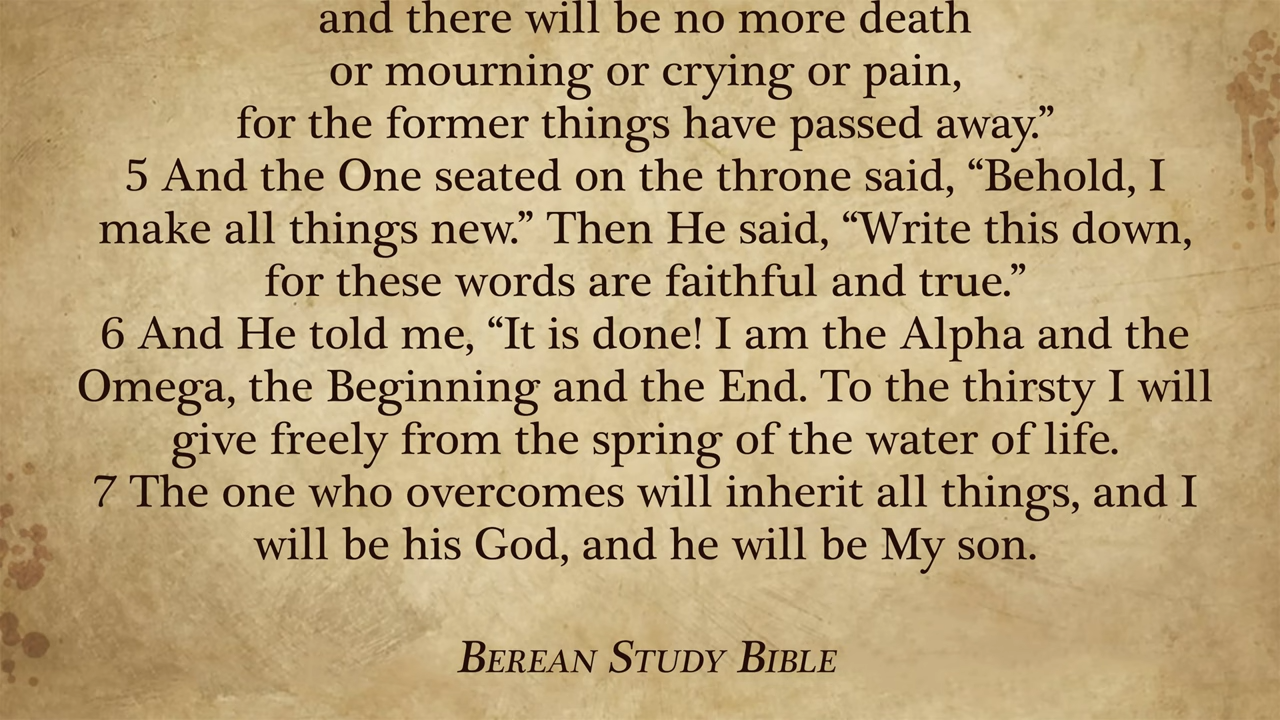 and there will be no more death
or mourning or crying or pain,
for the former things have passed away.”
5 And the One seated on the throne said, “Behold, I
make all things new.” Then He said, “Write this down,
for these words are faithful and true.”
6 And He told me, “It is done! I am the Alpha and the
Omega, the Beginning and the End. To the thirsty I will
give freely from the spring of the water of life.
7 The one who overcomes will inherit all things, and I
will be his God, and he will be My son.
Berean Study Bible